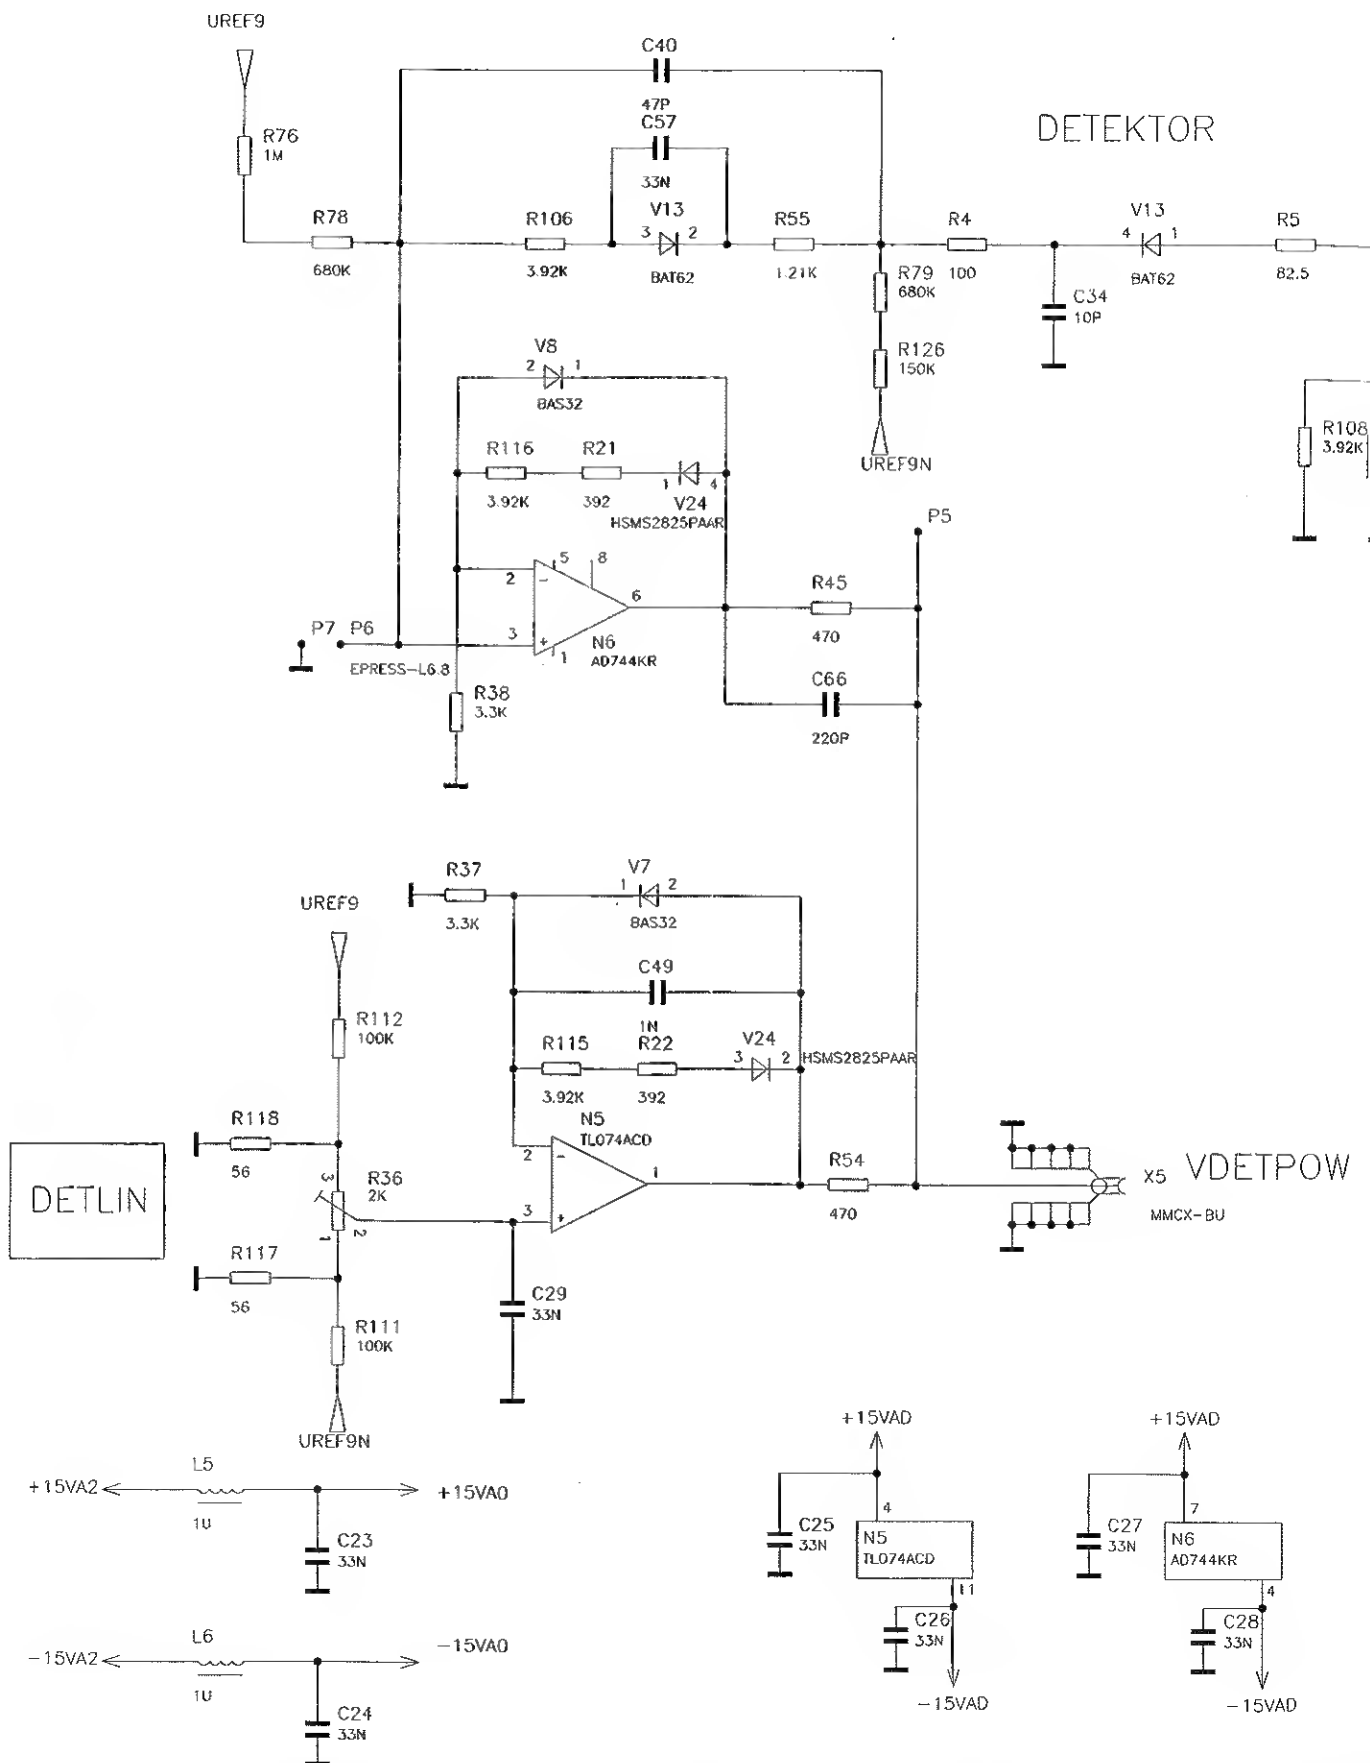 UREF9
C40
47P
C57
33N
DETEKTOR
R76
1M
R78
680K
R106
3.92K
V13
3 2
BAT62
R55
1.21K
R4
100
V13
4 1
BAT62
R5
82.5
R79
680K
C34
10P
R126
150K
UREF9N
V8
2 1
BAS32
R116
3.92K
R21
392
1 4
V24
HSMS2825PAAR
R108
3.92K
P5
5 8
2
-
6
3
+
1
N6
AD744KR
R45
470
P7 P6
EPRESS-L6.8
C66
220P
R38
3.3K
R37
3.3K
V7
1 2
BAS32
UREF9
C49
1N
R112
100K
R115
3.92K
R22
392
V24
3 2
HSMS2825PAAR
N5
TL074ACD
R118
56
DETLIN
3
R36
2K
1 2
2
-
1
3
+
R54
470
X5
VDETPOW
MMCX-BU
R117
56
C29
33N
R111
100K
UREF9N
L5
+15VA2
+15VA0
1U
C23
33N
+15VAD
4
C25
33N
N5
TL074ACD
11
C26
33N
-15VAD
+15VAD
7
C27
33N
N6
AD744KR
4
C28
33N
-15VAD
L6
-15VA2
-15VA0
1U
C24
33N